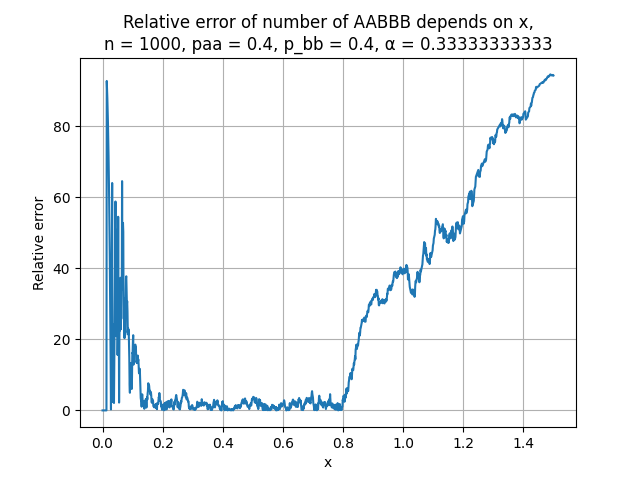 Relative error of number of AABBB depends on x,
n = 1000, paa = 0.4, p_bb = 0.4, α = 0.33333333333
Relative error
80
60
40
20
0
0.0 0.2 0.4 0.6 0.8 1.0 1.2 1.4
x